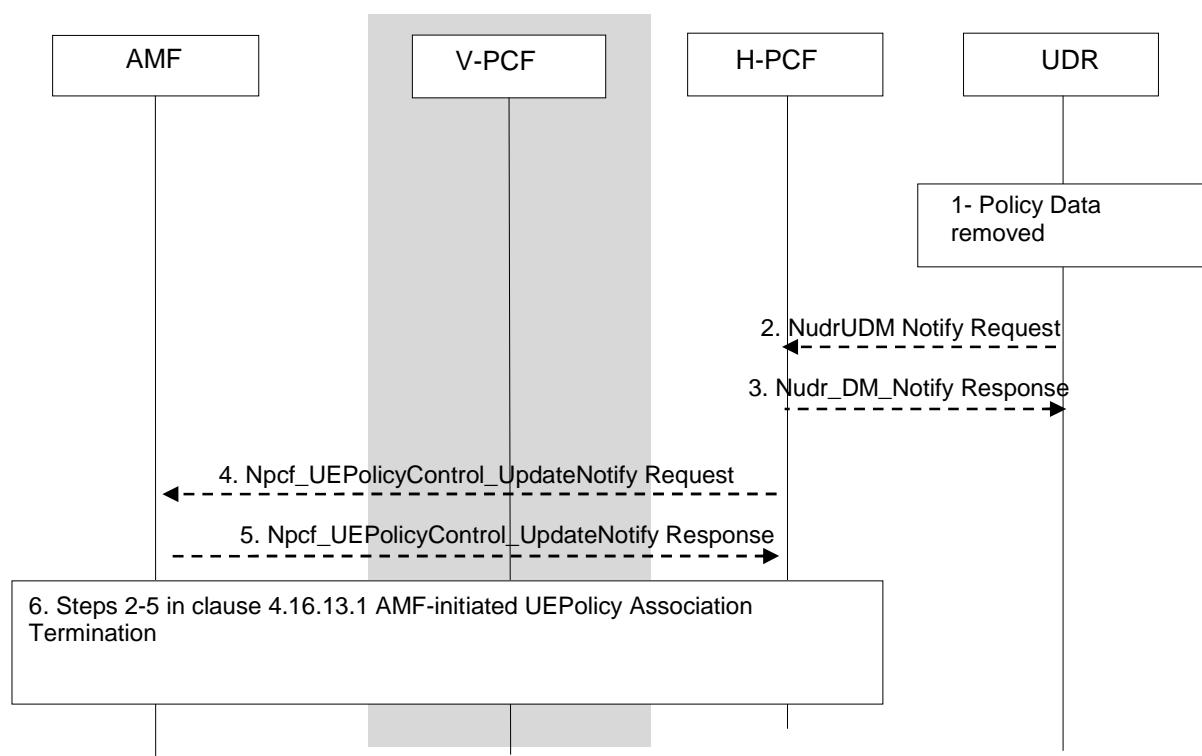 AMF
V-PCF
H-PCF
UDR
1- Policy Data
removed
2. NudrUDM Notify Request
3. Nudr_DM_Notify Response
4. Npcf_UEPolicyControl_UpdateNotify Request
5. Npcf_UEPolicyControl_UpdateNotify Response
6. Steps 2-5 in clause 4.16.13.1 AMF-initiated UEPolicy Association
Termination